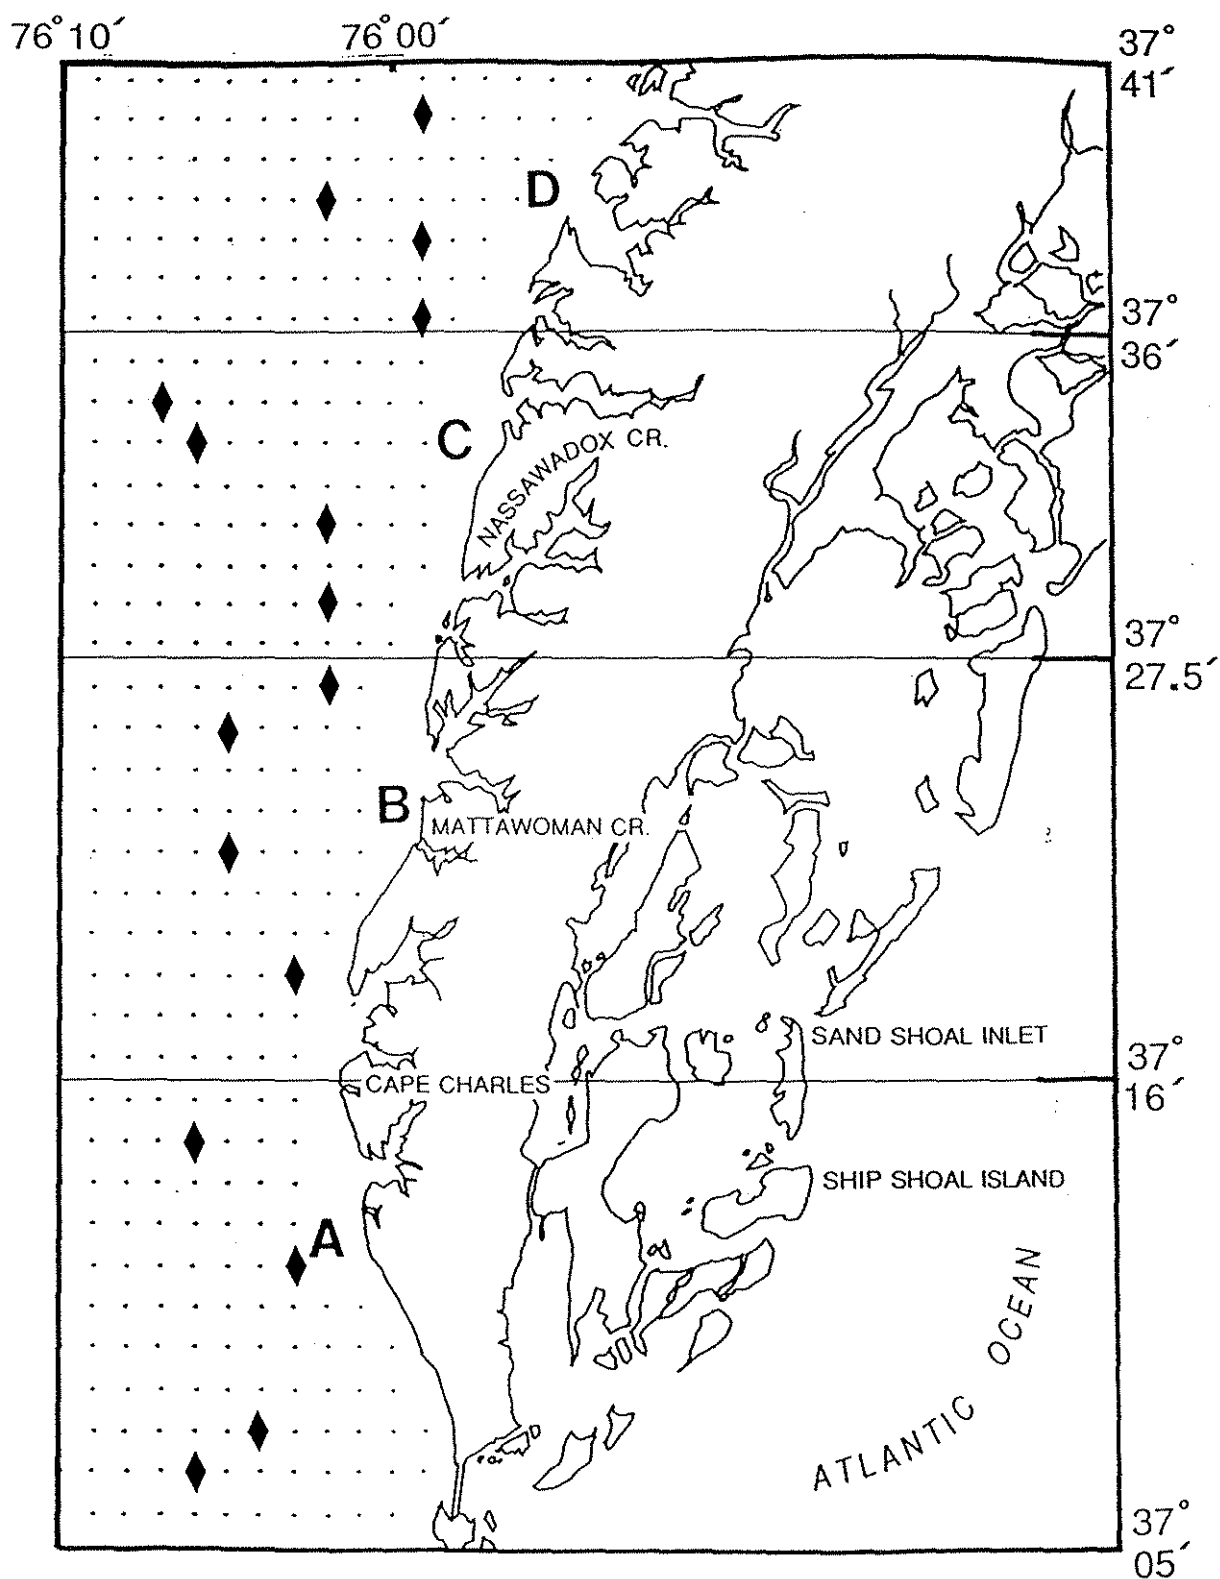 76°10′
76°00′
37°
41′
D
37°
36′
C
NASSAWADOX CR.
37°
27.5′
B
MATTAWOMAN CR.
SAND SHOAL INLET
37°
16′
CAPE CHARLES
SHIP SHOAL ISLAND
A
ATLANTIC OCEAN
37°
05′